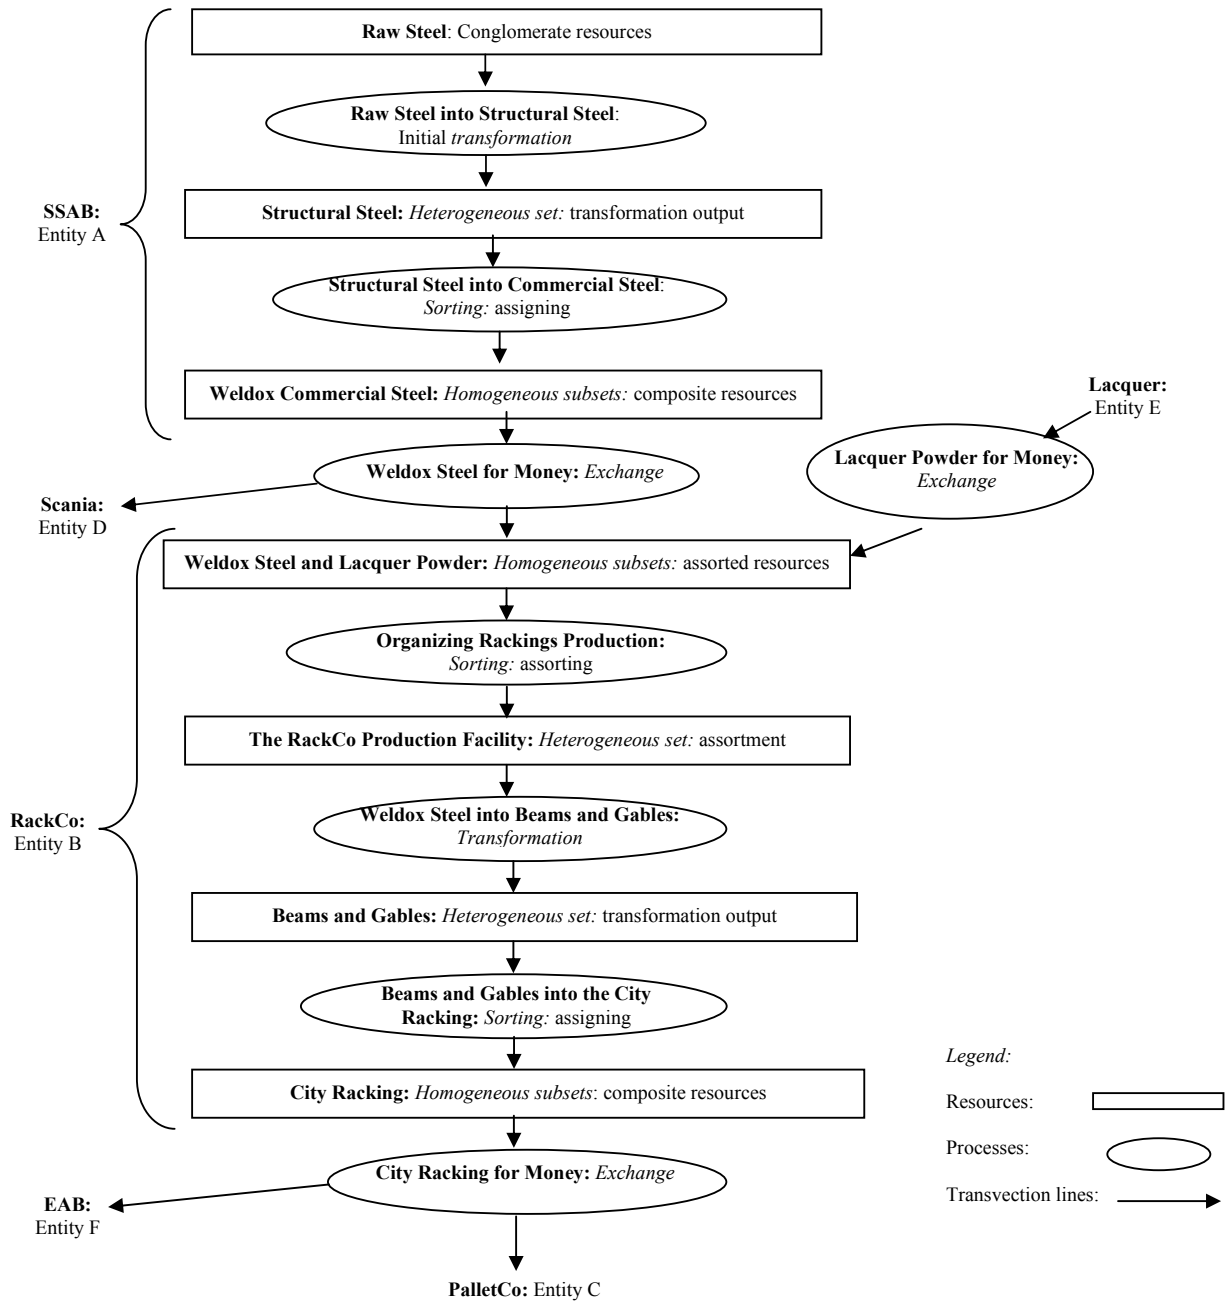 Raw Steel: Conglomerate resources
Raw Steel into Structural Steel:
Initial transformation
SSAB:
Entity A
Structural Steel: Heterogeneous set: transformation output
Structural Steel into Commercial Steel:
Sorting: assigning
Weldox Commercial Steel: Homogeneous subsets: composite resources
Lacquer:
Entity E
Weldox Steel for Money: Exchange
Lacquer Powder for Money:
Exchange
Scania:
Entity D
Weldox Steel and Lacquer Powder: Homogeneous subsets: assorted resources
Organizing Rackings Production:
Sorting: assorting
The RackCo Production Facility: Heterogeneous set: assortment
RackCo:
Entity B
Weldox Steel into Beams and Gables:
Transformation
Beams and Gables: Heterogeneous set: transformation output
Beams and Gables into the City
Racking: Sorting: assigning
City Racking: Homogeneous subsets: composite resources
City Racking for Money: Exchange
EAB:
Entity F
PalletCo: Entity C
Legend:
Resources:
Processes:
Transvection lines: